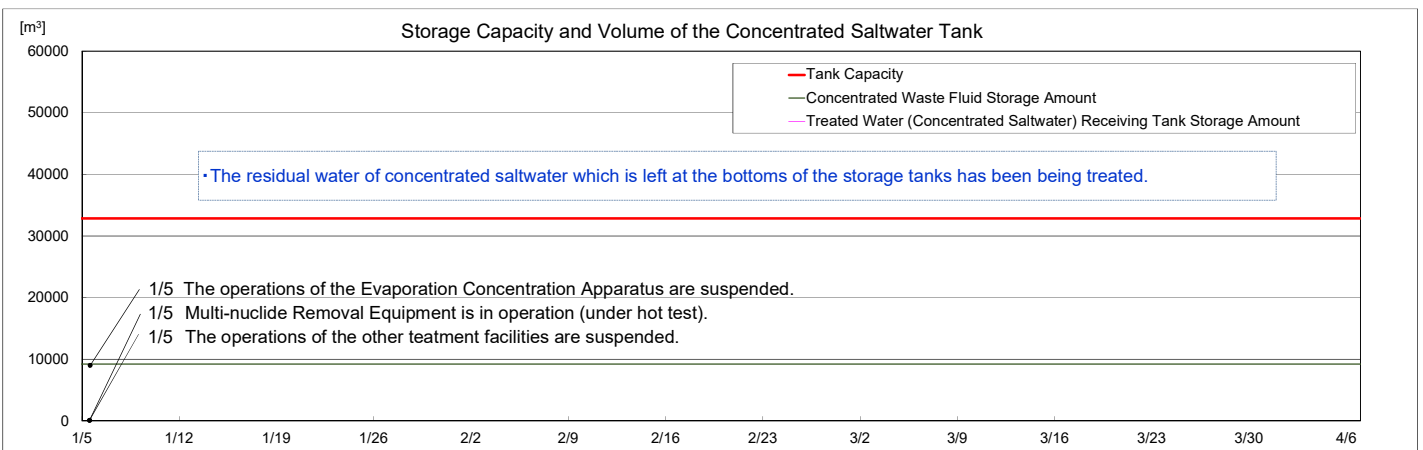 [m³]
Storage Capacity and Volume of the Concentrated Saltwater Tank
60000
50000
40000
30000
20000
10000
0
Tank Capacity
Concentrated Waste Fluid Storage Amount
Treated Water (Concentrated Saltwater) Receiving Tank Storage Amount
・The residual water of concentrated saltwater which is left at the bottoms of the storage tanks has been being treated.
1/5 The operations of the Evaporation Concentration Apparatus are suspended.
1/5 Multi-nuclide Removal Equipment is in operation (under hot test).
1/5 The operations of the other teatment facilities are suspended.
1/5 1/12 1/19 1/26 2/2 2/9 2/16 2/23 3/2 3/9 3/16 3/23 3/30 4/6